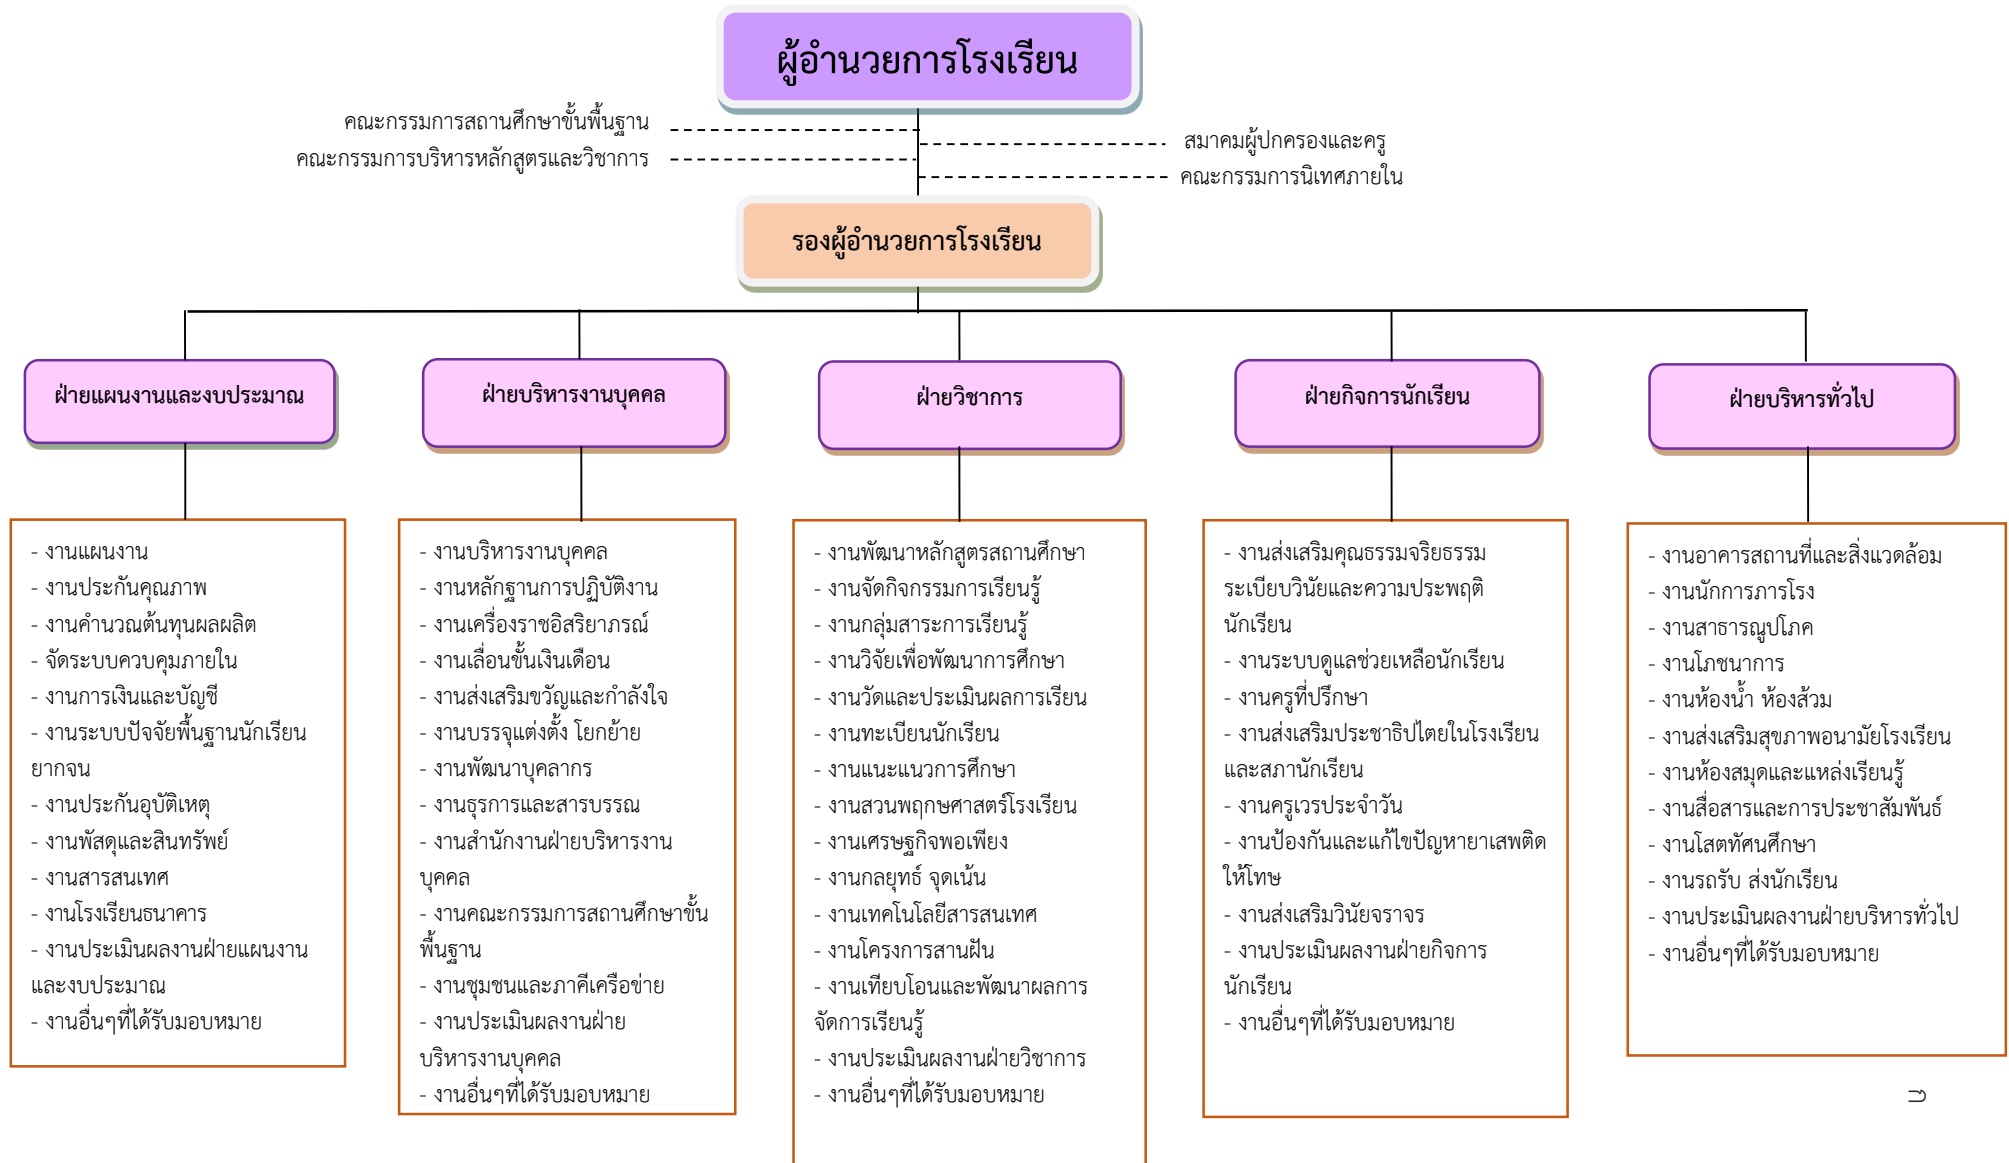 ผู้อำนวยการโรงเรียน
คณะกรรมการสถานศึกษาขั้นพื้นฐาน
คณะกรรมการบริหารหลักสูตรและวิชาการ
สมาคมผู้ปกครองและครู
คณะกรรมการนิเทศภายใน
รองผู้อำนวยการโรงเรียน
ฝ่ายแผนงานและงบประมาณ
- งานแผนงาน
- งานประกันคุณภาพ
- งานคำนวณต้นทุนผลผลิต
- จัดระบบควบคุมภายใน
- งานการเงินและบัญชี
- งานระบบปัจจัยพื้นฐานนักเรียน
ยากจน
- งานประกันอุบัติเหตุ
- งานพัสดุและสินทรัพย์
- งานสารสนเทศ
- งานโรงเรียนธนาคาร
- งานประเมินผลงานฝ่ายแผนงาน
และงบประมาณ
- งานอื่นๆที่ได้รับมอบหมาย
ฝ่ายบริหารงานบุคคล
- งานบริหารงานบุคคล
- งานหลักฐานการปฏิบัติงาน
- งานเครื่องราชอิสริยาภรณ์
- งานเลื่อนขั้นเงินเดือน
- งานส่งเสริมขวัญและกำลังใจ
- งานบรรจุแต่งตั้ง โยกย้าย
- งานพัฒนาบุคลากร
- งานธุรการและสารบรรณ
- งานสำนักงานฝ่ายบริหารงาน
บุคคล
- งานคณะกรรมการสถานศึกษาขั้น
พื้นฐาน
- งานชุมชนและภาคีเครือข่าย
- งานประเมินผลงานฝ่าย
บริหารงานบุคคล
- งานอื่นๆที่ได้รับมอบหมาย
ฝ่ายวิชาการ
- งานพัฒนาหลักสูตรสถานศึกษา
- งานจัดกิจกรรมการเรียนรู้
- งานกลุ่มสาระการเรียนรู้
- งานวิจัยเพื่อพัฒนาการศึกษา
- งานวัดและประเมินผลการเรียน
- งานทะเบียนนักเรียน
- งานแนะแนวการศึกษา
- งานสวนพฤกษศาสตร์โรงเรียน
- งานเศรษฐกิจพอเพียง
- งานกลยุทธ์ จุดเน้น
- งานเทคโนโลยีสารสนเทศ
- งานโครงการสานฝัน
- งานเทียบโอนและพัฒนาผลการ
จัดการเรียนรู้
- งานประเมินผลงานฝ่ายวิชาการ
- งานอื่นๆที่ได้รับมอบหมาย
ฝ่ายกิจการนักเรียน
- งานส่งเสริมคุณธรรมจริยธรรม
ระเบียบวินัยและความประพฤติ
นักเรียน
- งานระบบดูแลช่วยเหลือนักเรียน
- งานครูที่ปรึกษา
- งานส่งเสริมประชาธิปไตยในโรงเรียน
และสภานักเรียน
- งานครูเวรประจำวัน
- งานป้องกันและแก้ไขปัญหายาเสพติด
ให้โทษ
- งานส่งเสริมวินัยจราจร
- งานประเมินผลงานฝ่ายกิจการ
นักเรียน
- งานอื่นๆที่ได้รับมอบหมาย
ฝ่ายบริหารทั่วไป
- งานอาคารสถานที่และสิ่งแวดล้อม
- งานนักการภารโรง
- งานสาธารณูปโภค
- งานโภชนาการ
- งานห้องน้ำ ห้องส้วม
- งานส่งเสริมสุขภาพอนามัยโรงเรียน
- งานห้องสมุดและแหล่งเรียนรู้
- งานสื่อสารและการประชาสัมพันธ์
- งานโสตทัศนศึกษา
- งานรถรับ ส่งนักเรียน
- งานประเมินผลงานฝ่ายบริหารทั่วไป
- งานอื่นๆที่ได้รับมอบหมาย